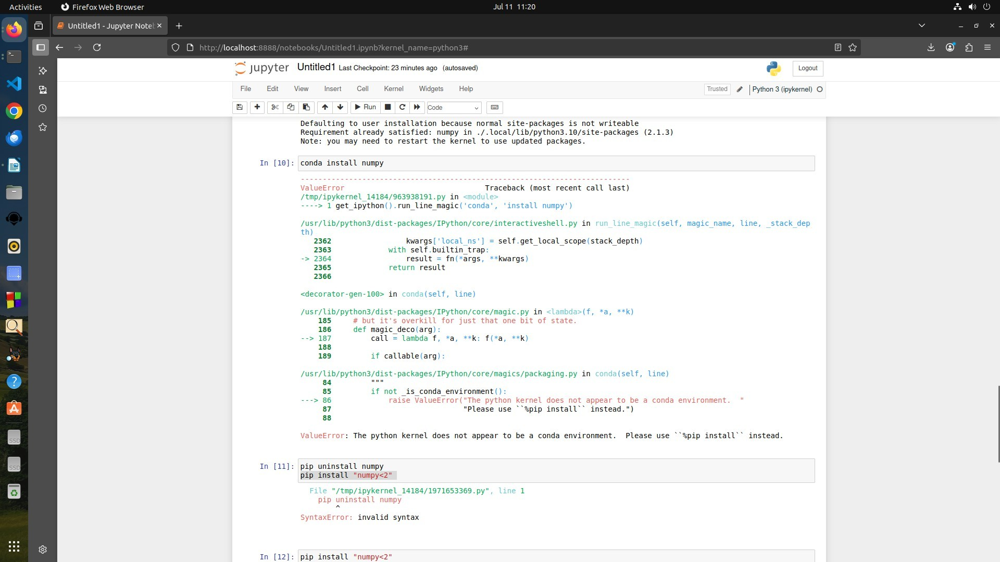 Activities
Firefox Web Browser
Jul 11 11:20
Untitled1 - Jupyter Note
http://localhost:8888/notebooks/Untitled1.ipynb?kernel_name=python3#
jupyter
Untitled1 Last Checkpoint: 23 minutes ago (autosaved)
Logout
File Edit View Insert Cell Kernel Widgets Help
Trusted
Python 3 (ipykernel)
Run
Code
Defaulting to user installation because normal site-packages is not writeable
Requirement already satisfied: numpy in ./.local/lib/python3.10/site-packages (2.1.3)
Note: you may need to restart the kernel to use updated packages.
In [10]: conda install numpy
---------------------------------------------------------------------------
ValueError                                Traceback (most recent call last)
/tmp/ipykernel_14184/963938191.py in <module>
----> 1 get_ipython().run_line_magic('conda', 'install numpy')
/usr/lib/python3/dist-packages/IPython/core/interactiveshell.py in run_line_magic(self, magic_name, line, _stack_dep
th)
   2362                 kwargs['local_ns'] = self.get_local_scope(stack_depth)
   2363             with self.builtin_trap:
-> 2364                 result = fn(*args, **kwargs)
   2365             return result
   2366
<decorator-gen-100> in conda(self, line)
/usr/lib/python3/dist-packages/IPython/core/magic.py in <lambda>(f, *a, **k)
    185     # but it's overkill for just that one bit of state.
    186     def magic_deco(arg):
--> 187         call = lambda f, *a, **k: f(*a, **k)
    188
    189         if callable(arg):
/usr/lib/python3/dist-packages/IPython/core/magics/packaging.py in conda(self, line)
     84         """
     85         if not _is_conda_environment():
---> 86             raise ValueError("The python kernel does not appear to be a conda environment.  "
     87                              "Please use ``%pip install`` instead.")
     88
ValueError: The python kernel does not appear to be a conda environment.  Please use ``%pip install`` instead.
In [11]: pip uninstall numpy
pip install "numpy<2"
  File "/tmp/ipykernel_14184/1971653369.py", line 1
    pip uninstall numpy
        ^
SyntaxError: invalid syntax
In [12]: pip install "numpy<2"
SSD
SSD